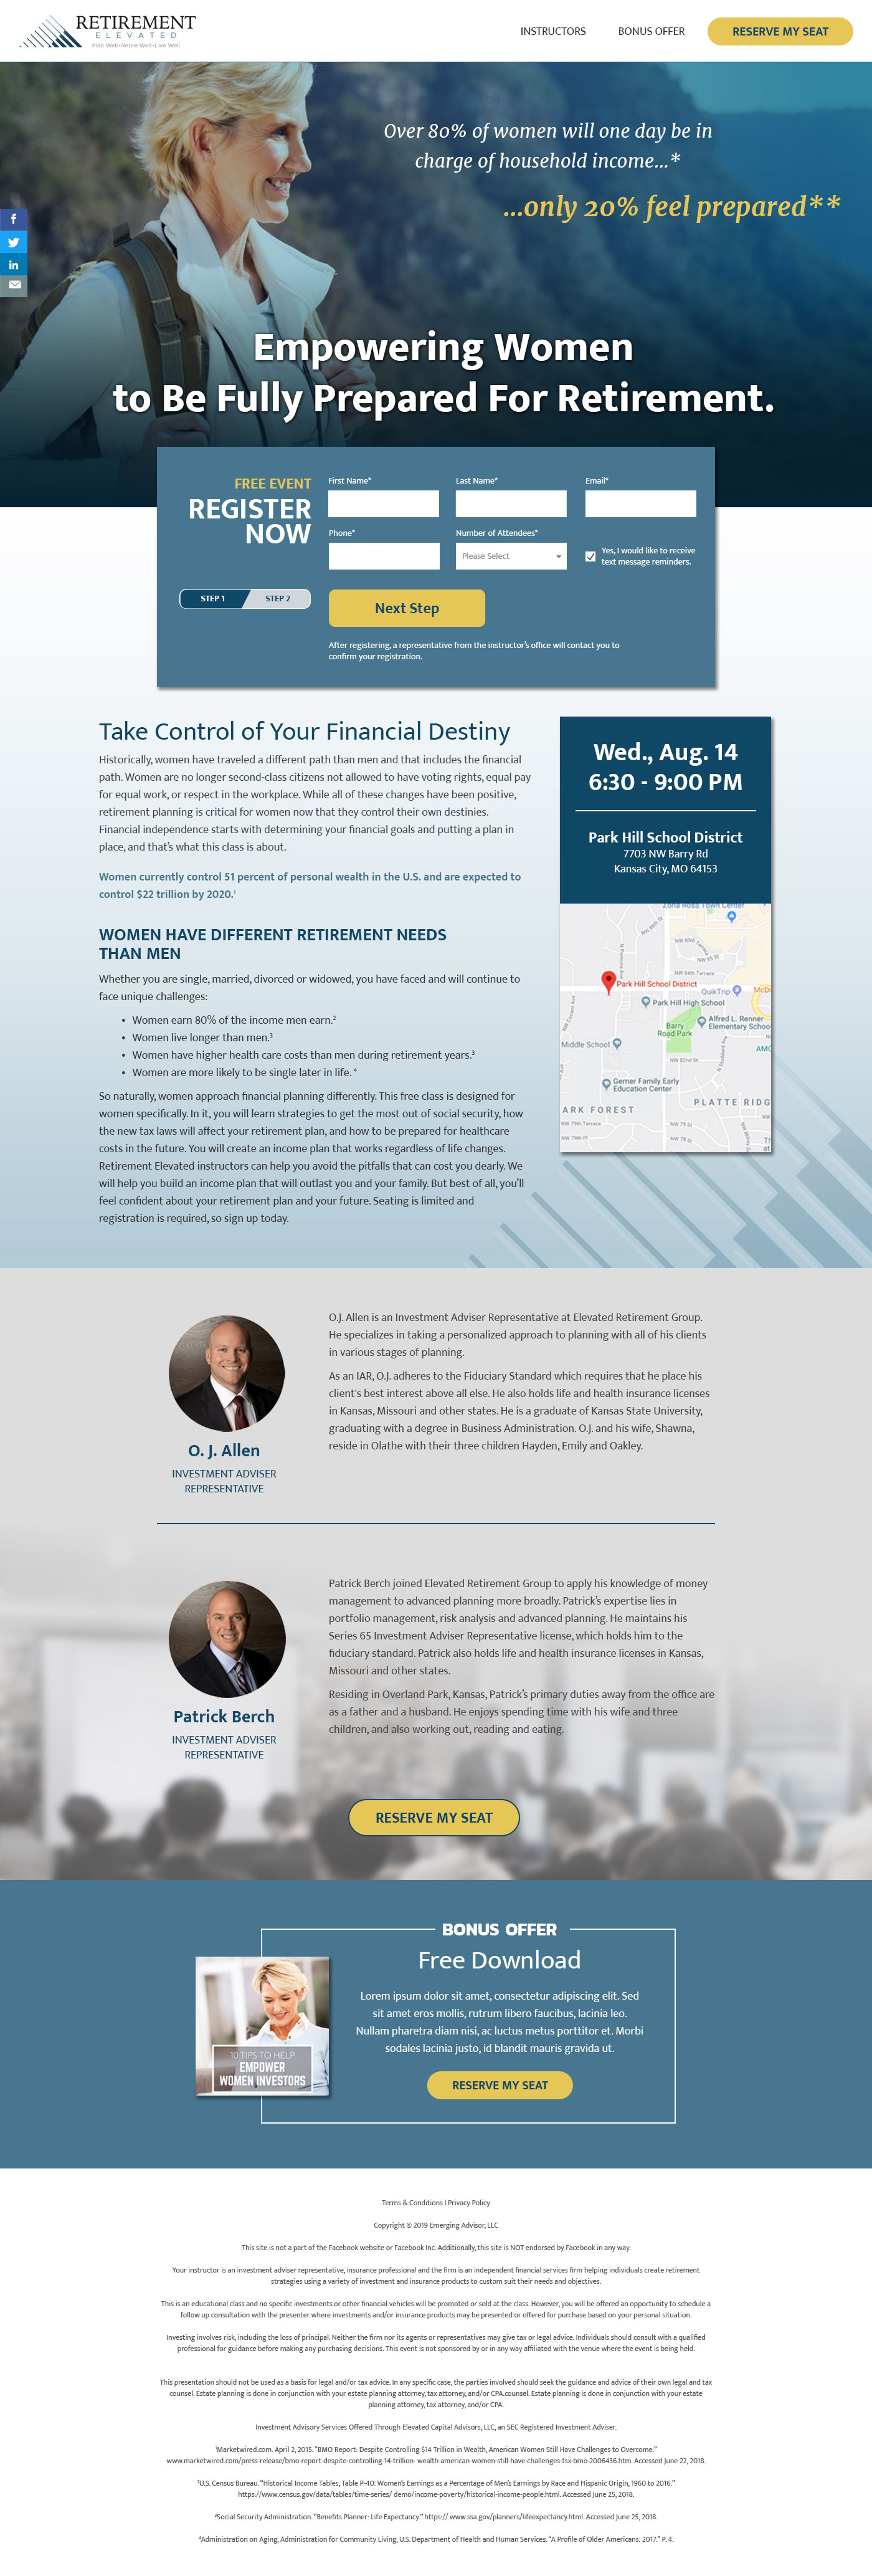 RETIREMENT
ELEVATED
Plan Well•Retire Well•Live Well
INSTRUCTORS
BONUS OFFER
RESERVE MY SEAT
Over 80% of women will one day be in
charge of household income...*
...only 20% feel prepared**
Empowering Women
to Be Fully Prepared For Retirement.
FREE EVENT
REGISTER
NOW
STEP 1
STEP 2
First Name*
Last Name*
Email*
Phone*
Number of Attendees*
Please Select
Yes, I would like to receive
text message reminders.
Next Step
After registering, a representative from the instructor's office will contact you to
confirm your registration.
Take Control of Your Financial Destiny
Historically, women have traveled a different path than men and that includes the financial
path. Women are no longer second-class citizens not allowed to have voting rights, equal pay
for equal work, or respect in the workplace. While all of these changes have been positive,
retirement planning is critical for women now that they control their own destinies.
Financial independence starts with determining your financial goals and putting a plan in
place, and that's what this class is about.
Women currently control 51 percent of personal wealth in the U.S. and are expected to
control $22 trillion by 2020.¹
WOMEN HAVE DIFFERENT RETIREMENT NEEDS
THAN MEN
Whether you are single, married, divorced or widowed, you have faced and will continue to
face unique challenges:
• Women earn 80% of the income men earn.²
• Women live longer than men.³
• Women have higher health care costs than men during retirement years.³
• Women are more likely to be single later in life. ⁴
So naturally, women approach financial planning differently. This free class is designed for
women specifically. In it, you will learn strategies to get the most out of social security, how
the new tax laws will affect your retirement plan, and how to be prepared for healthcare
costs in the future. You will create an income plan that works regardless of life changes.
Retirement Elevated instructors can help you avoid the pitfalls that can cost you dearly. We
will help you build an income plan that will outlast you and your family. But best of all, you'll
feel confident about your retirement plan and your future. Seating is limited and
registration is required, so sign up today.
Wed., Aug. 14
6:30 - 9:00 PM
Park Hill School District
7703 NW Barry Rd
Kansas City, MO 64153
Zona Rosa Town Center
NW 85 St
NW 84th Terrace
Park Hill School District
QuikTrip
McD
Park Hill High School
Alfred L. Renner
Elementary School
Barry
Road Park
Middle School
AMC
NW 82nd St
Gerner Family Early
Education Center
PLATTE RIDG
ARK FOREST
NW 79th Terrace
NW 79 St
NW 79th Pl
NW 78 St
Th
at
O.J. Allen is an Investment Adviser Representative at Elevated Retirement Group.
He specializes in taking a personalized approach to planning with all of his clients
in various stages of planning.
As an IAR, O.J. adheres to the Fiduciary Standard which requires that he place his
client's best interest above all else. He also holds life and health insurance licenses
in Kansas, Missouri and other states. He is a graduate of Kansas State University,
graduating with a degree in Business Administration. O.J. and his wife, Shawna,
reside in Olathe with their three children Hayden, Emily and Oakley.
O. J. Allen
INVESTMENT ADVISER
REPRESENTATIVE
Patrick Berch joined Elevated Retirement Group to apply his knowledge of money
management to advanced planning more broadly. Patrick's expertise lies in
portfolio management, risk analysis and advanced planning. He maintains his
Series 65 Investment Adviser Representative license, which holds him to the
fiduciary standard. Patrick also holds life and health insurance licenses in Kansas,
Missouri and other states.
Residing in Overland Park, Kansas, Patrick's primary duties away from the office are
as a father and a husband. He enjoys spending time with his wife and three
children, and also working out, reading and eating.
Patrick Berch
INVESTMENT ADVISER
REPRESENTATIVE
RESERVE MY SEAT
BONUS OFFER
Free Download
Lorem ipsum dolor sit amet, consectetur adipiscing elit. Sed
sit amet eros mollis, rutrum libero faucibus, lacinia leo.
Nullam pharetra diam nisi, ac luctus metus porttitor et. Morbi
sodales lacinia justo, id blandit mauris gravida ut.
10 TIPS TO HELP
EMPOWER
WOMEN INVESTORS
RESERVE MY SEAT
Terms & Conditions | Privacy Policy
Copyright © 2019 Emerging Advisor, LLC
This site is not a part of the Facebook website or Facebook Inc. Additionally, this site is NOT endorsed by Facebook in any way.
Your instructor is an investment adviser representative, insurance professional and the firm is an independent financial services firm helping individuals create retirement
strategies using a variety of investment and insurance products to custom suit their needs and objectives.
This is an educational class and no specific investments or other financial vehicles will be promoted or sold at the class. However, you will be offered an opportunity to schedule a
follow up consultation with the presenter where investments and/or insurance products may be presented or offered for purchase based on your personal situation.
Investing involves risk, including the loss of principal. Neither the firm nor its agents or representatives may give tax or legal advice. Individuals should consult with a qualified
professional for guidance before making any purchasing decisions. This event is not sponsored by or in any way affiliated with the venue where the event is being held.
This presentation should not be used as a basis for legal and/or tax advice. In any specific case, the parties involved should seek the guidance and advice of their own legal and tax
counsel. Estate planning is done in conjunction with your estate planning attorney, tax attorney, and/or CPA.counsel. Estate planning is done in conjunction with your estate
planning attorney, tax attorney, and/or CPA.
Investment Advisory Services Offered Through Elevated Capital Advisors, LLC, an SEC Registered Investment Adviser.
¹Marketwired.com. April 2, 2015. "BMO Report: Despite Controlling $14 Trillion in Wealth, American Women Still Have Challenges to Overcome."
www.marketwired.com/press-release/bmo-report-despite-controlling-14-trillion- wealth-american-women-still-have-challenges-tsx-bmo-2006436.htm. Accessed June 22, 2018.
²U.S. Census Bureau. "Historical Income Tables, Table P-40: Women's Earnings as a Percentage of Men's Earnings by Race and Hispanic Origin, 1960 to 2016."
https://www.census.gov/data/tables/time-series/ demo/income-poverty/historical-income-people.html. Accessed June 25, 2018.
³Social Security Administration. "Benefits Planner: Life Expectancy." https:// www.ssa.gov/planners/lifeexpectancy.html. Accessed June 25, 2018.
⁴Administration on Aging, Administration for Community Living, U.S. Department of Health and Human Services. "A Profile of Older Americans: 2017." P. 4.